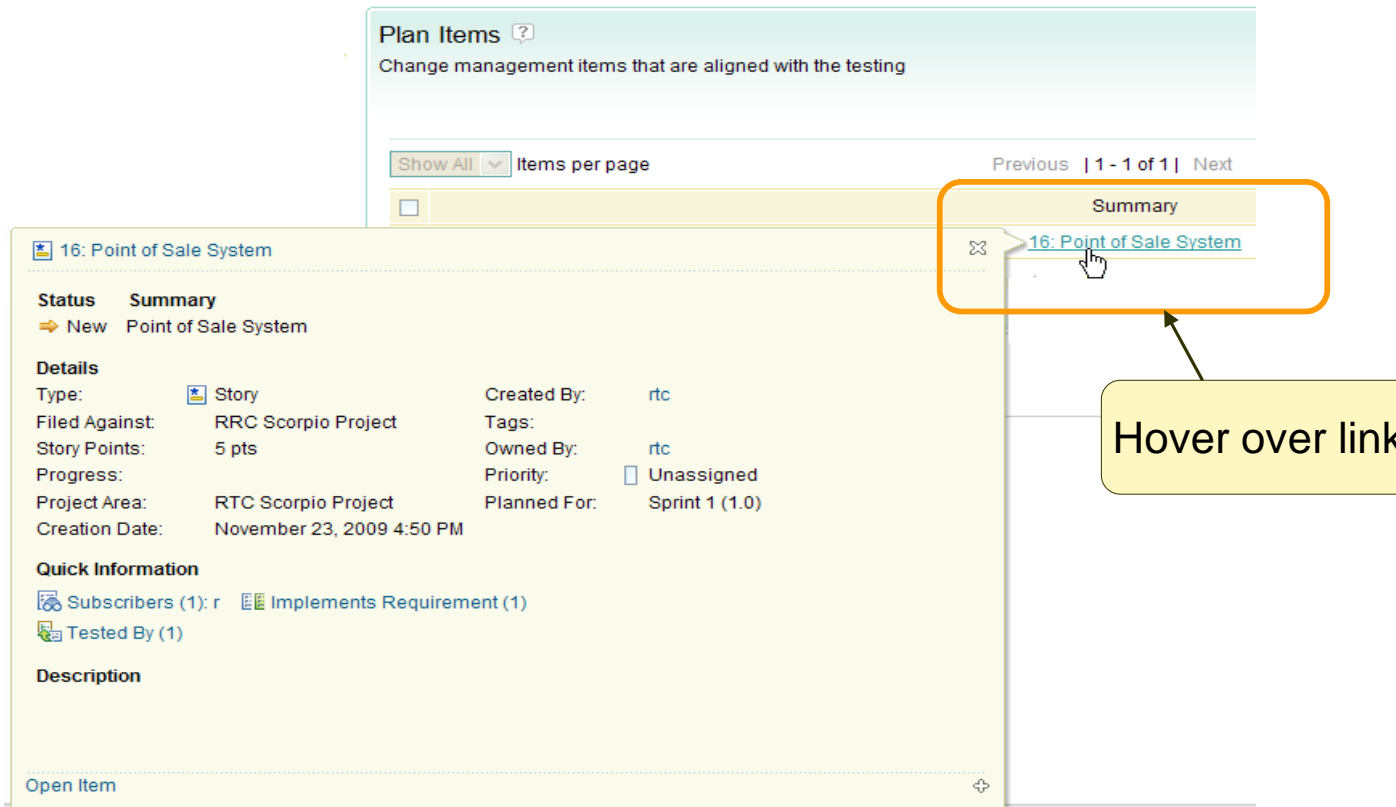 Plan Items ?
Change management items that are aligned with the testing
Show All Items per page Previous | 1 - 1 of 1 | Next
Summary
16: Point of Sale System
16: Point of Sale System
Status Summary
New Point of Sale System
Details
Type: Story Created By: rtc
Filed Against: RRC Scorpio Project Tags:
Story Points: 5 pts Owned By: rtc
Progress: Priority: Unassigned
Project Area: RTC Scorpio Project Planned For: Sprint 1 (1.0)
Creation Date: November 23, 2009 4:50 PM
Quick Information
Subscribers (1): r Implements Requirement (1)
Tested By (1)
Description
Open Item
Hover over link